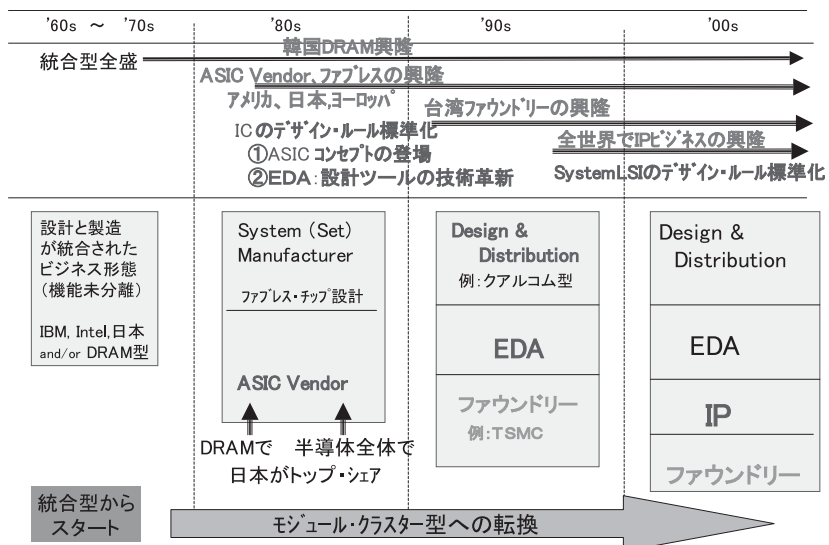 '60s ～ '70s
'80s
'90s
'00s
統合型全盛
韓国DRAM興隆
ASIC Vendor、ファブレスの興隆
アメリカ、日本,ヨーロッパ
台湾ファウンドリーの興隆
ICのデザイン・ルール標準化
①ASIC コンセプトの登場
②EDA：設計ツールの技術革新
全世界でIPビジネスの興隆
SystemLSIのデザイン・ルール標準化
設計と製造
が統合された
ビジネス形態
（機能未分離）
IBM, Intel,日本
and/or DRAM型
System (Set)
Manufacturer
ファブレス・チップ設計
ASIC Vendor
DRAMで 半導体全体で
日本がトップ・シェア
Design &
Distribution
例：クアルコム型
EDA
ファウンドリー
例：TSMC
Design &
Distribution
EDA
IP
ファウンドリー
統合型から
スタート
モジュール・クラスター型への転換